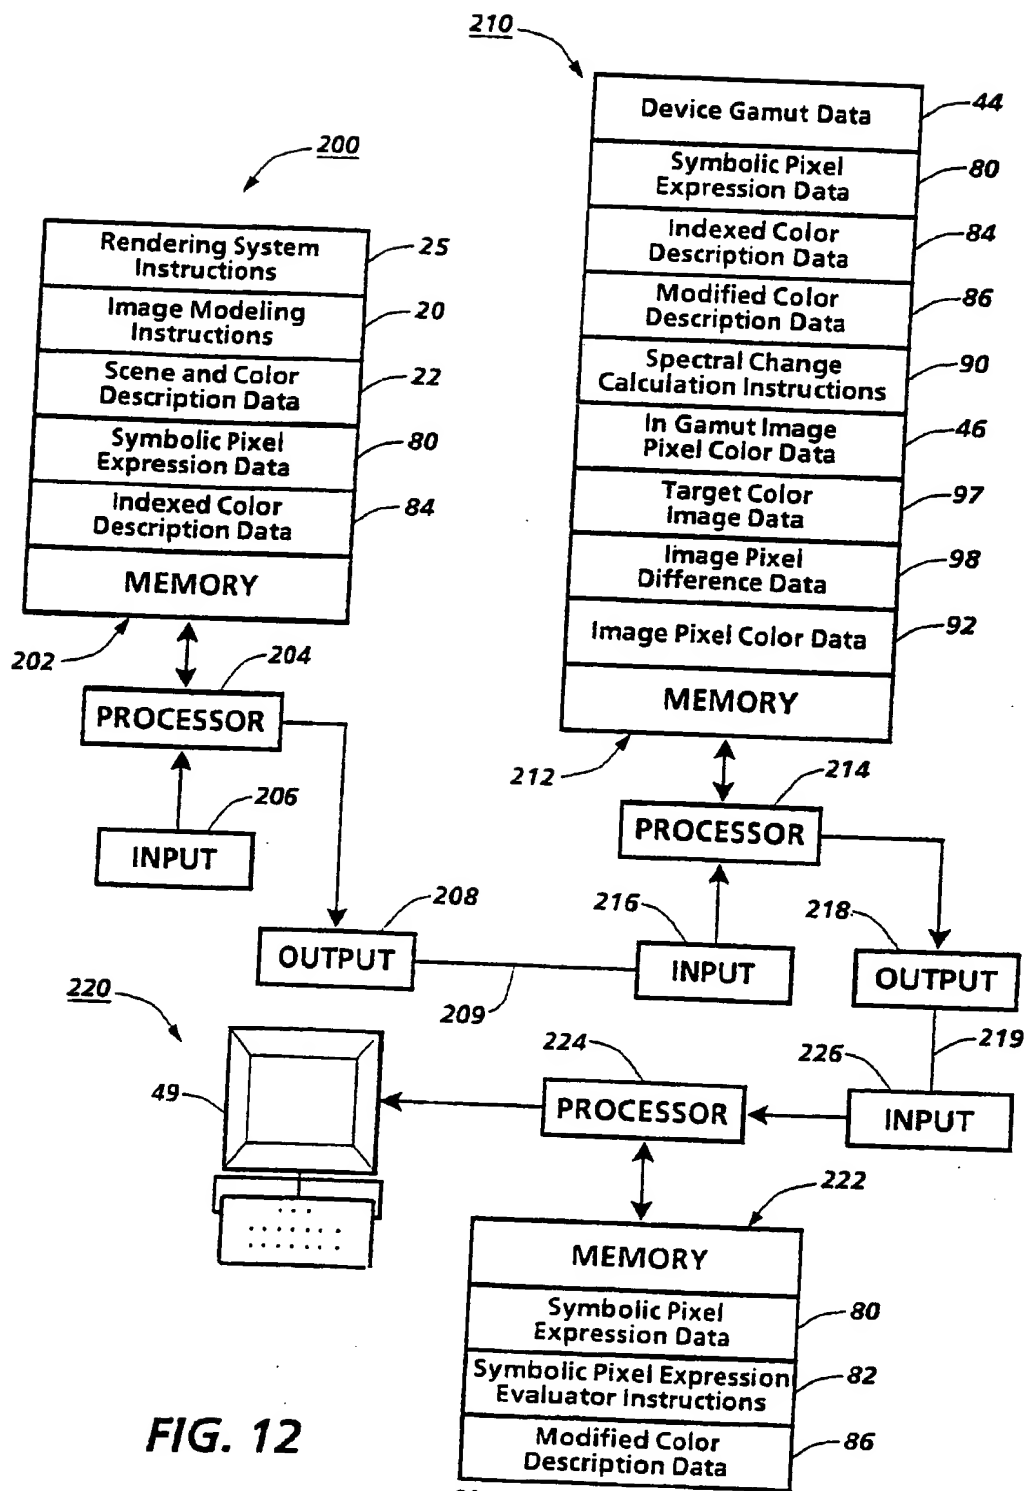 210
Device Gamut Data
44
Symbolic Pixel
Expression Data
80
Indexed Color
Description Data
84
Modified Color
Description Data
86
Spectral Change
Calculation Instructions
90
In Gamut Image
Pixel Color Data
46
Target Color
Image Data
97
Image Pixel
Difference Data
98
Image Pixel Color Data
92
MEMORY
212
200
Rendering System
Instructions
25
Image Modeling
Instructions
20
Scene and Color
Description Data
22
Symbolic Pixel
Expression Data
80
Indexed Color
Description Data
84
MEMORY
202
204
PROCESSOR
206
INPUT
208
OUTPUT
209
214
PROCESSOR
216
INPUT
218
OUTPUT
219
220
49
224
PROCESSOR
226
INPUT
222
MEMORY
Symbolic Pixel
Expression Data
80
Symbolic Pixel Expression
Evaluator Instructions
82
Modified Color
Description Data
86
FIG. 12